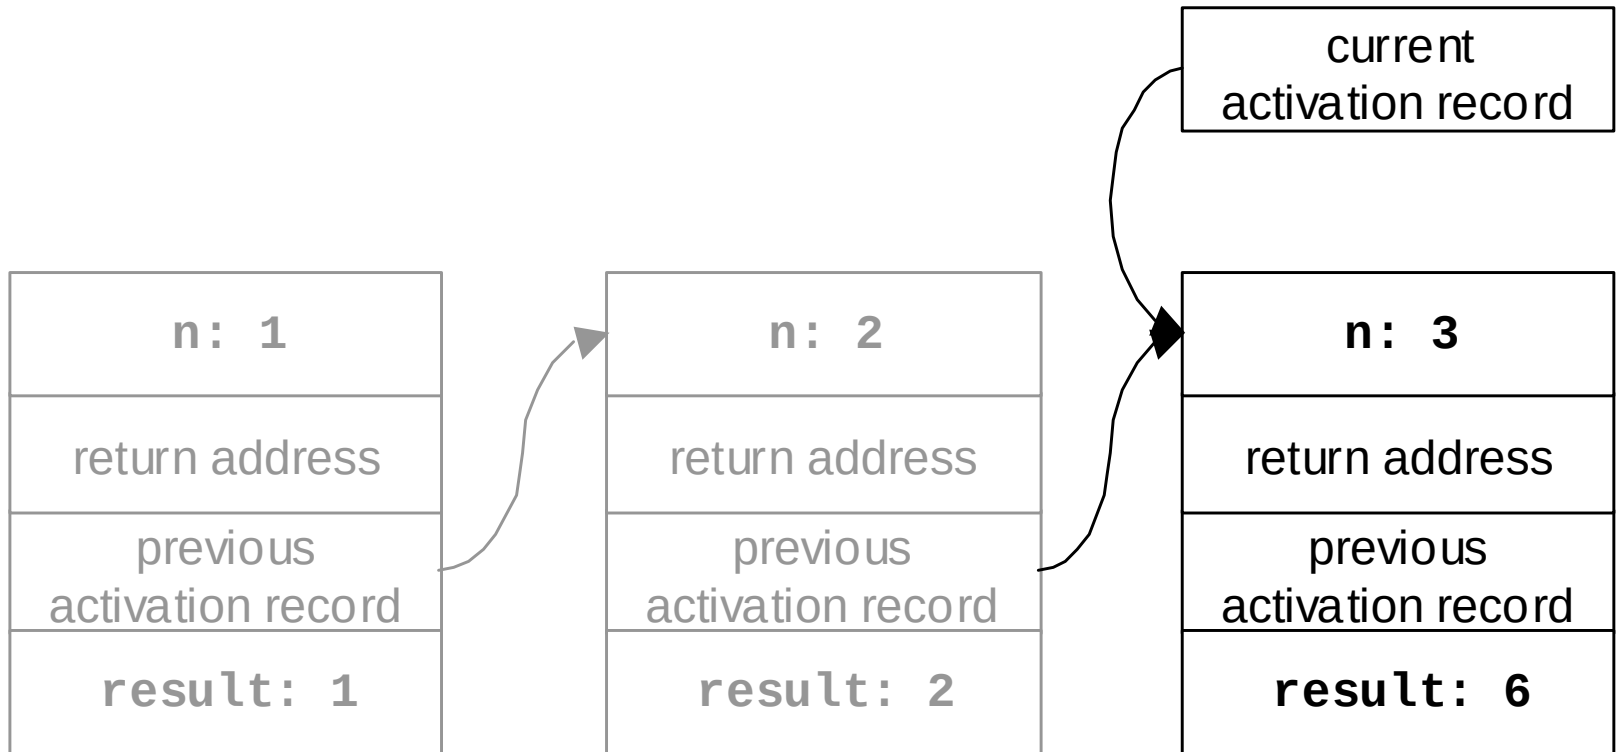 current
activation record
n: 1
return address
previous
activation record
result: 1
n: 2
return address
previous
activation record
result: 2
n: 3
return address
previous
activation record
result: 6